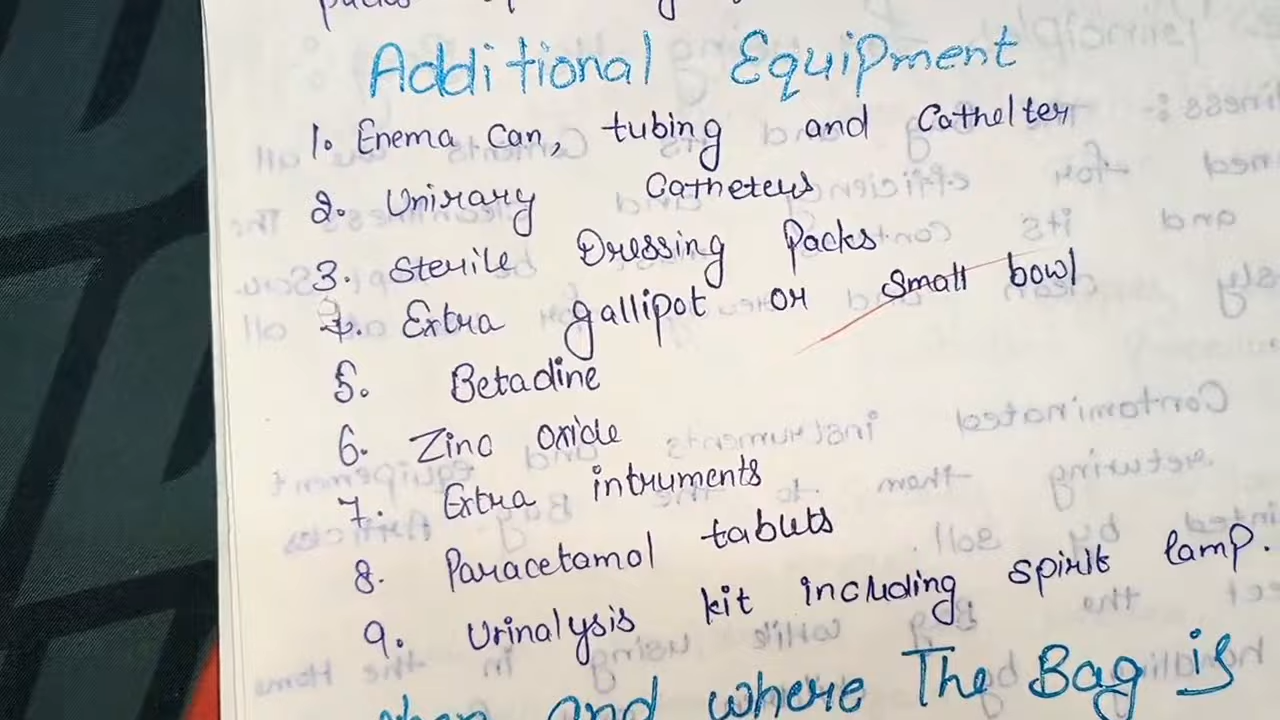 Additional Equipment
1. Enema can, tubing and Cathelter
2. Unirary Catheters
3. Sterile Dressing Packs
4. Extra gallipot or small bowl
5. Betadine
6. Zinc oxide
7. Extra intruments
8. Paracetamol tablets
9. Urinalysis kit including spirit lamp.
and where The Bag is